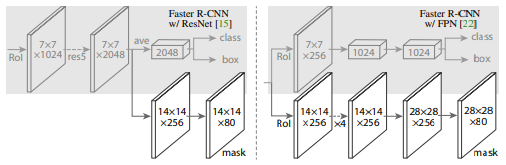 Faster R-CNN
w/ ResNet [15]
RoI
7×7
×1024
res5
7×7
×2048
ave
2048
class
box
14×14
×256
14×14
×80
mask
Faster R-CNN
w/ FPN [22]
RoI
7×7
×256
1024
1024
class
box
RoI
14×14
×256
×4
14×14
×256
28×28
×256
28×28
×80
mask